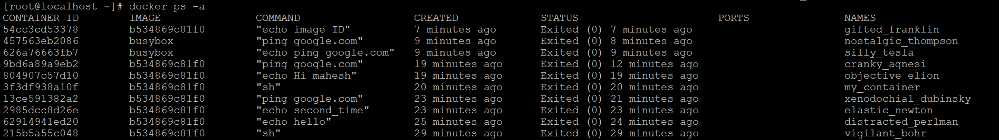 [root@localhost ~]# docker ps -a
CONTAINER ID        IMAGE               COMMAND                  CREATED             STATUS                      PORTS               NAMES
54cc3cd53378        b534869c81f0        "echo image ID"          7 minutes ago       Exited (0) 7 minutes ago                        gifted_franklin
457563eb2086        busybox             "ping google.com"        9 minutes ago       Exited (0) 8 minutes ago                        nostalgic_thompson
626a76663fb7        busybox             "echo ping google.com"   9 minutes ago       Exited (0) 9 minutes ago                        silly_tesla
9bd6a89a9eb2        b534869c81f0        "ping google.com"        19 minutes ago      Exited (0) 12 minutes ago                       cranky_agnesi
804907c57d10        b534869c81f0        "echo Hi mahesh"         19 minutes ago      Exited (0) 19 minutes ago                       objective_elion
3f3df938a10f        b534869c81f0        "sh"                     20 minutes ago      Exited (0) 20 minutes ago                       my_container
13ce591382a2        b534869c81f0        "ping google.com"        23 minutes ago      Exited (0) 21 minutes ago                       xenodochial_dubinsky
2985dcc8d26e        b534869c81f0        "echo second_time"       23 minutes ago      Exited (0) 23 minutes ago                       elastic_newton
62914941ed20        b534869c81f0        "echo hello"             25 minutes ago      Exited (0) 24 minutes ago                       distracted_perlman
215b5a55c048        b534869c81f0        "sh"                     29 minutes ago      Exited (0) 29 minutes ago                       vigilant_bohr